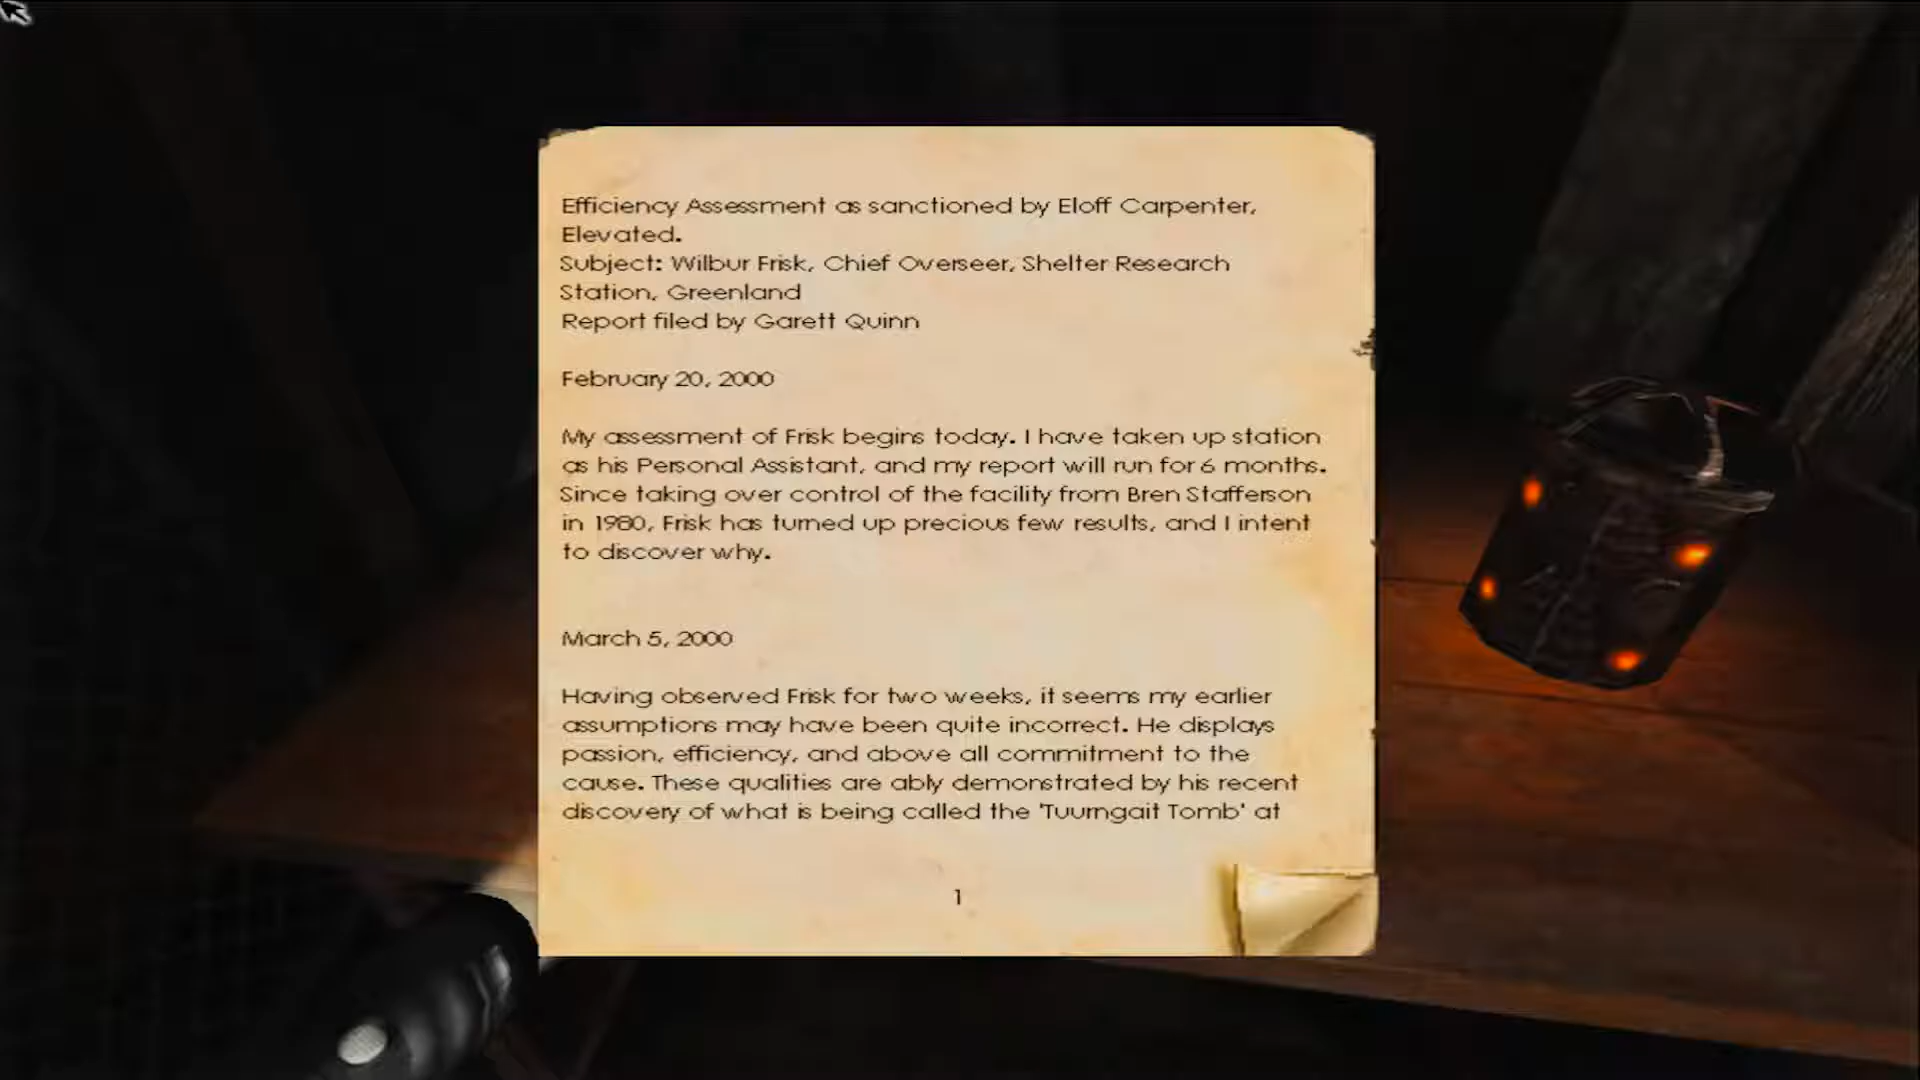 Efficiency Assessment as sanctioned by Eloff Carpenter,
Elevated.
Subject: Wilbur Frisk, Chief Overseer, Shelter Research
Station, Greenland
Report filed by Garett Quinn
February 20, 2000
My assessment of Frisk begins today. I have taken up station
as his Personal Assistant, and my report will run for 6 months.
Since taking over control of the facility from Bren Stafferson
in 1980, Frisk has turned up precious few results, and I intent
to discover why.
March 5, 2000
Having observed Frisk for two weeks, it seems my earlier
assumptions may have been quite incorrect. He displays
passion, efficiency, and above all commitment to the
cause. These qualities are ably demonstrated by his recent
discovery of what is being called the 'Tuurngait Tomb' at
1